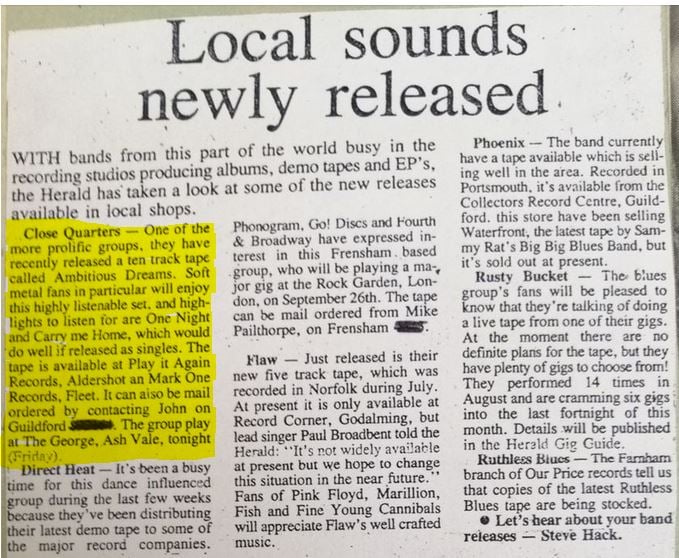 Local sounds
newly released
WITH bands from this part of the world busy in the
recording studios producing albums, demo tapes and EP's,
the Herald has taken a look at some of the new releases
available in local shops.
Close Quarters — One of the
more prolific groups, they have
recently released a ten track tape
called Ambitious Dreams. Soft
metal fans in particular will enjoy
this highly listenable set, and high-
lights to listen for are One Night
and Carry me Home, which would
do well if released as singles. The
tape is available at Play it Again
Records, Aldershot an Mark One
Records, Fleet. It can also be mail
ordered by contacting John on
Guildford. The group play
at The George, Ash Vale, tonight
(Friday).
Direct Heat — It's been a busy
time for this dance influenced
group during the last few weeks
because they've been distributing
their latest demo tape to some of
the major record companies.
Phonogram, Go! Discs and Fourth
& Broadway have expressed in-
terest in this Frensham based
group, who will be playing a ma-
jor gig at the Rock Garden, Lon-
don, on September 26th. The tape
can be mail ordered from Mike
Pailthorpe, on Frensham
Flaw — Just released is their
new five track tape, which was
recorded in Norfolk during July.
At present it is only available at
Record Corner, Godalming, but
lead singer Paul Broadbent told the
Herald: "It's not widely available
at present but we hope to change
this situation in the near future."
Fans of Pink Floyd, Marillion,
Fish and Fine Young Cannibals
will appreciate Flaw's well crafted
music.
Phoenix — The band currently
have a tape available which is sell-
ing well in the area. Recorded in
Portsmouth, it's available from the
Collectors Record Centre, Guild-
ford. this store have been selling
Waterfront, the latest tape by Sam-
my Rat's Big Big Blues Band, but
it's sold out at present.
Rusty Bucket — The blues
group's fans will be pleased to
know that they're talking of doing
a live tape from one of their gigs.
At the moment there are no
definite plans for the tape, but they
have plenty of gigs to choose from!
They performed 14 times in
August and are cramming six gigs
into the last fortnight of this
month. Details will be published
in the Herald Gig Guide.
Ruthless Blues — The Farnham
branch of Our Price records tell us
that copies of the latest Ruthless
Blues tape are being stocked.
● Let's hear about your band
releases — Steve Hack.